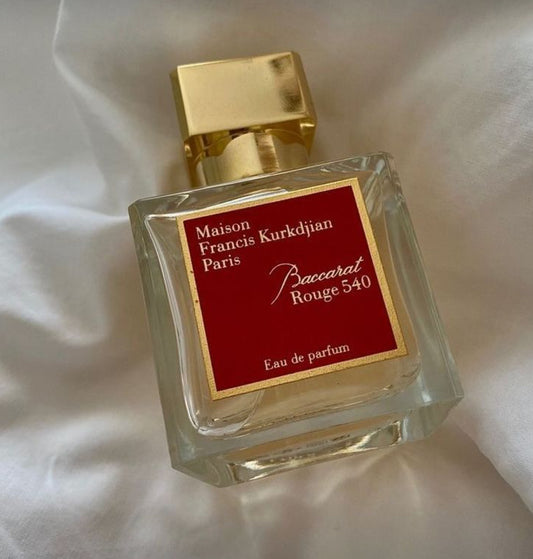 Maison
Francis Kurkdjian
Paris
Baccarat
Rouge 540
Eau de parfum